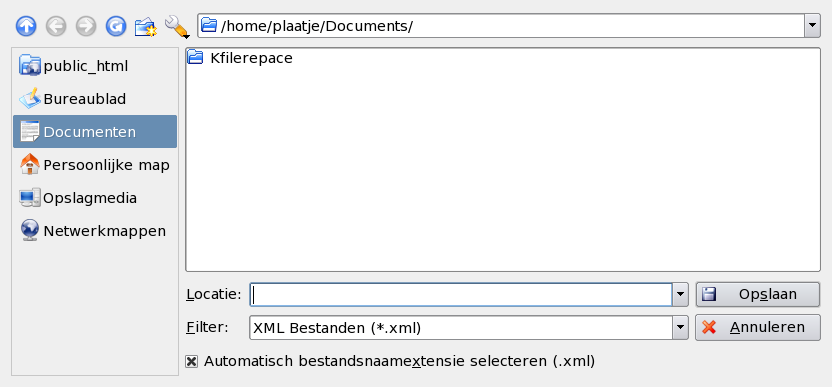 /home/plaatje/Documents/
public_html
Bureaublad
Documenten
Persoonlijke map
Opslagmedia
Netwerkmappen
Kfilerepace
Locatie:
Opslaan
Filter:
XML Bestanden (*.xml)
Annuleren
Automatisch bestandsnaamextensie selecteren (.xml)